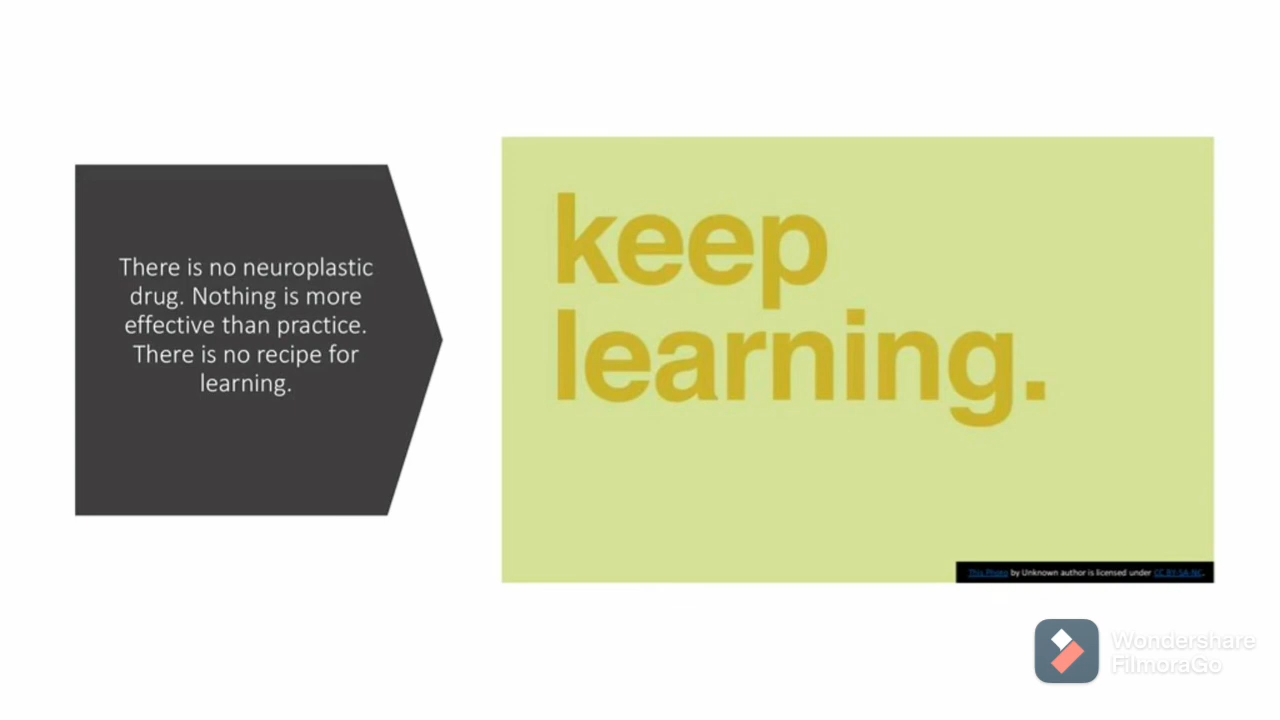 There is no neuroplastic
drug. Nothing is more
effective than practice.
There is no recipe for
learning.
keep
learning.
This Photo by Unknown author is licensed under CC BY-SA-NC.
Wondershare
FilmoraGo